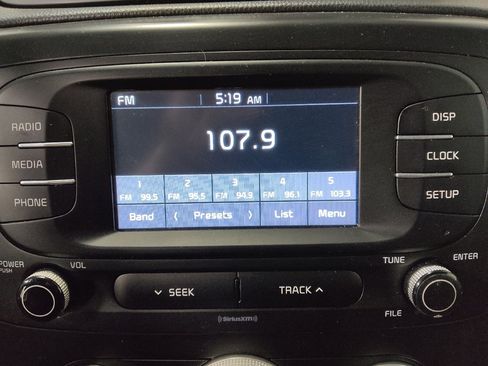 FM 5:19 AM
107.9
1 2 3 4 5
FM 99.5 FM 95.5 FM 94.9 FM 96.1 FM 103.3
Band ⟨ Presets ⟩ List Menu
RADIO
MEDIA
PHONE
DISP
CLOCK
SETUP
POWER
PUSH
VOL
SEEK
TRACK
TUNE
ENTER
FILE
((SiriusXM))